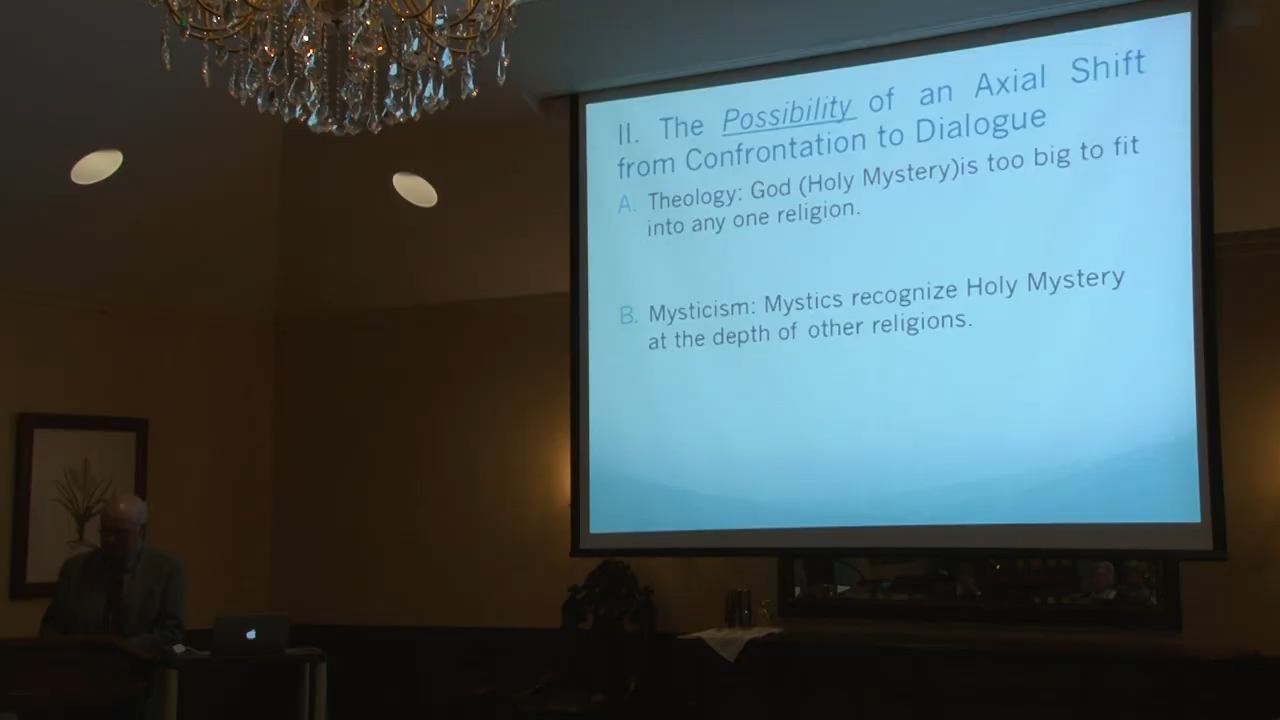 II. The Possibility of an Axial Shift
from Confrontation to Dialogue
A. Theology: God (Holy Mystery)is too big to fit
into any one religion.
B. Mysticism: Mystics recognize Holy Mystery
at the depth of other religions.